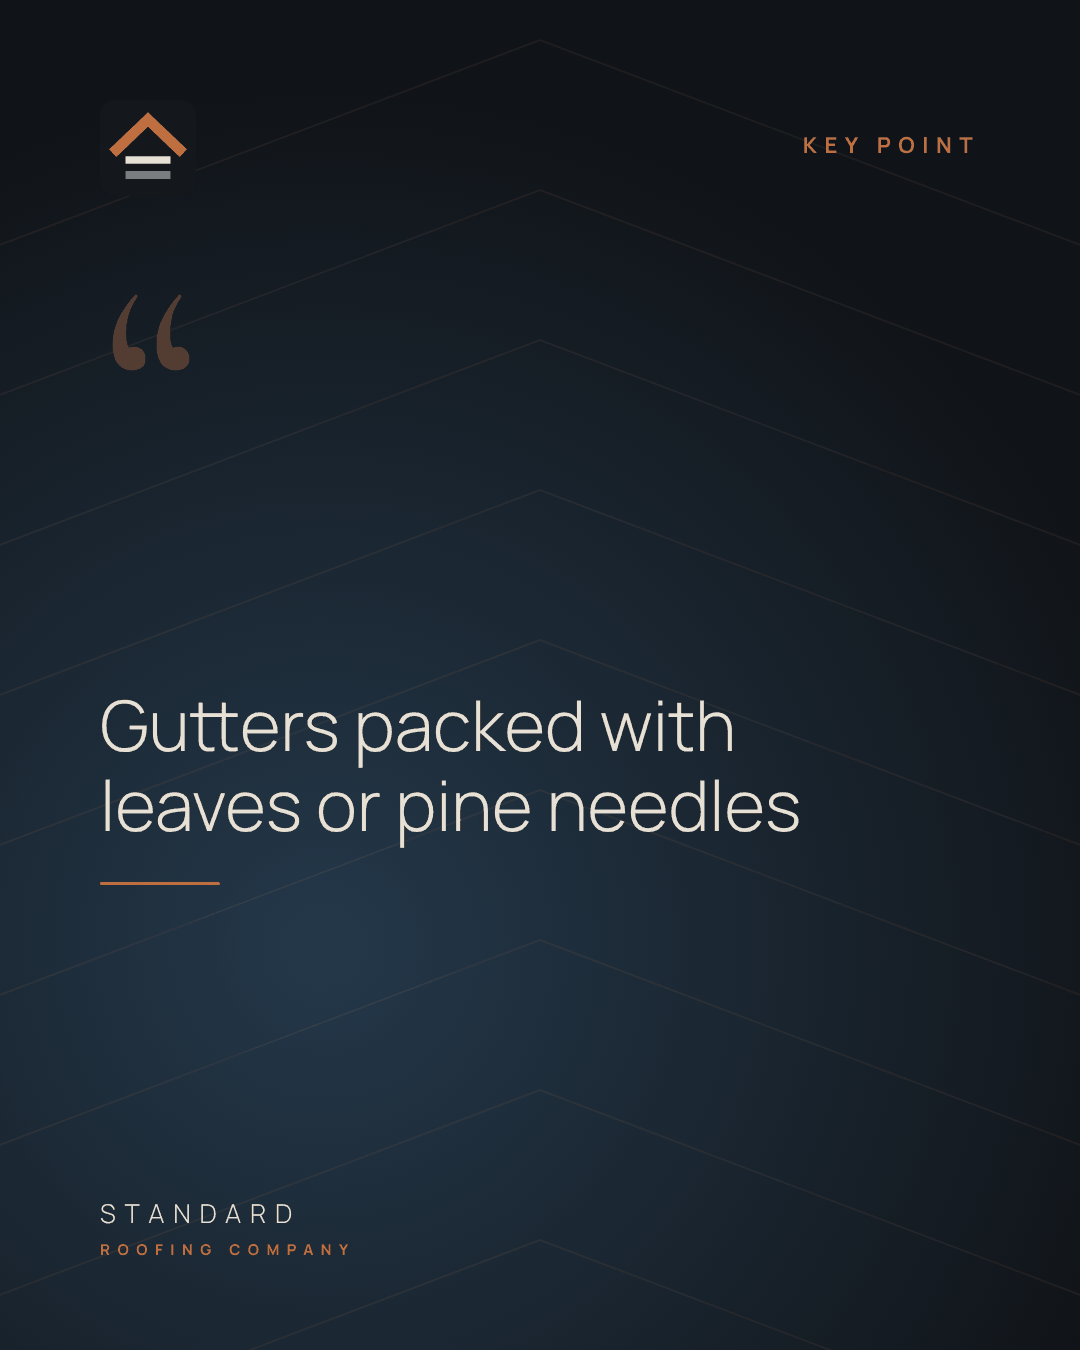 KEY POINT
“
Gutters packed with
leaves or pine needles
STANDARD
ROOFING COMPANY